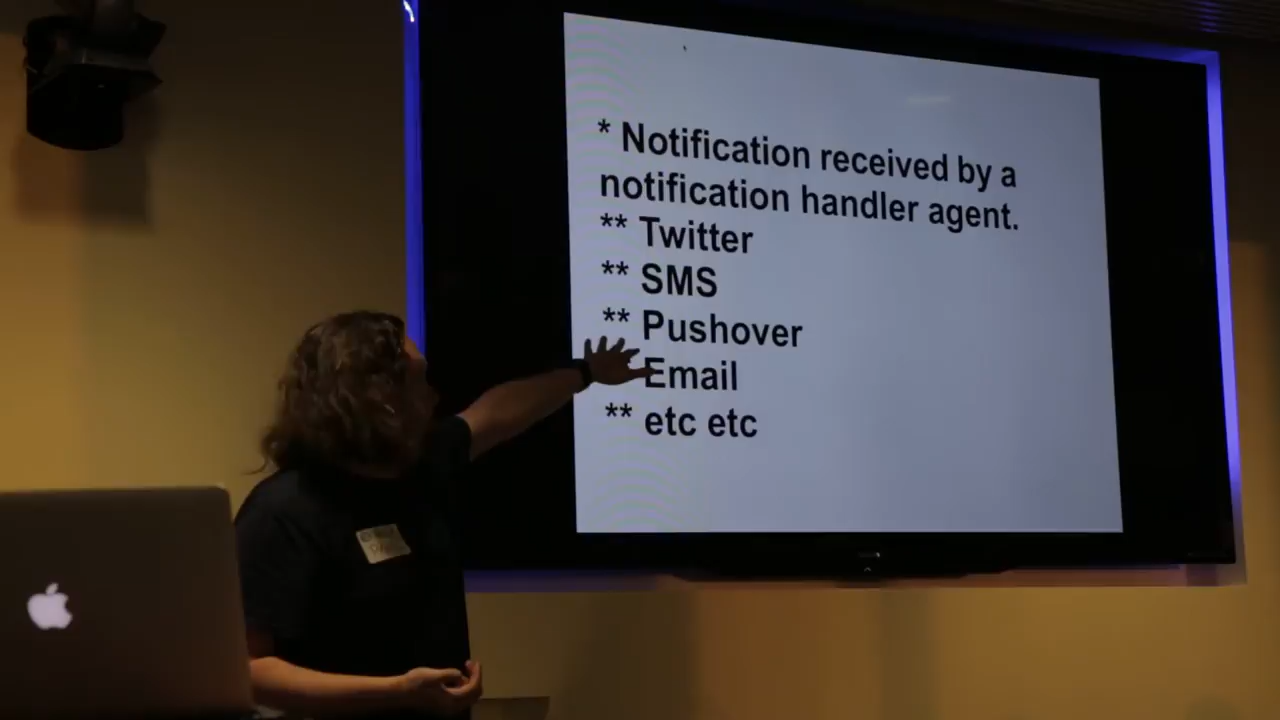 * Notification received by a
notification handler agent.
** Twitter
** SMS
** Pushover
Email
** etc etc